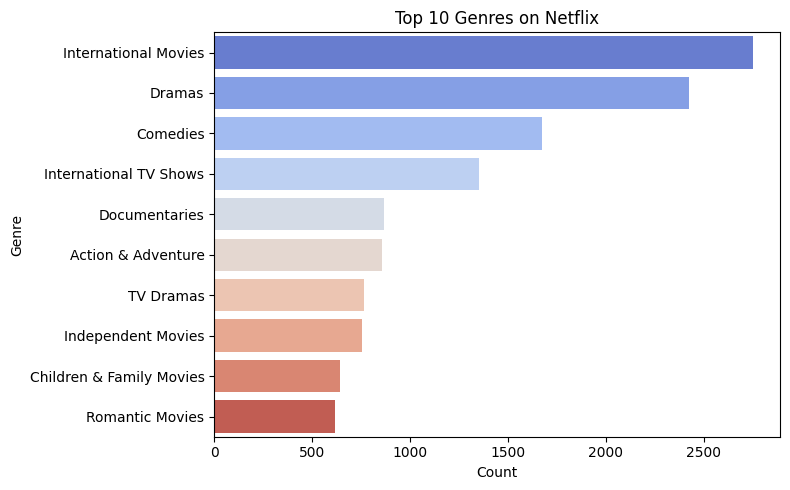 Top 10 Genres on Netflix
Genre
International Movies
Dramas
Comedies
International TV Shows
Documentaries
Action & Adventure
TV Dramas
Independent Movies
Children & Family Movies
Romantic Movies
0 500 1000 1500 2000 2500
Count